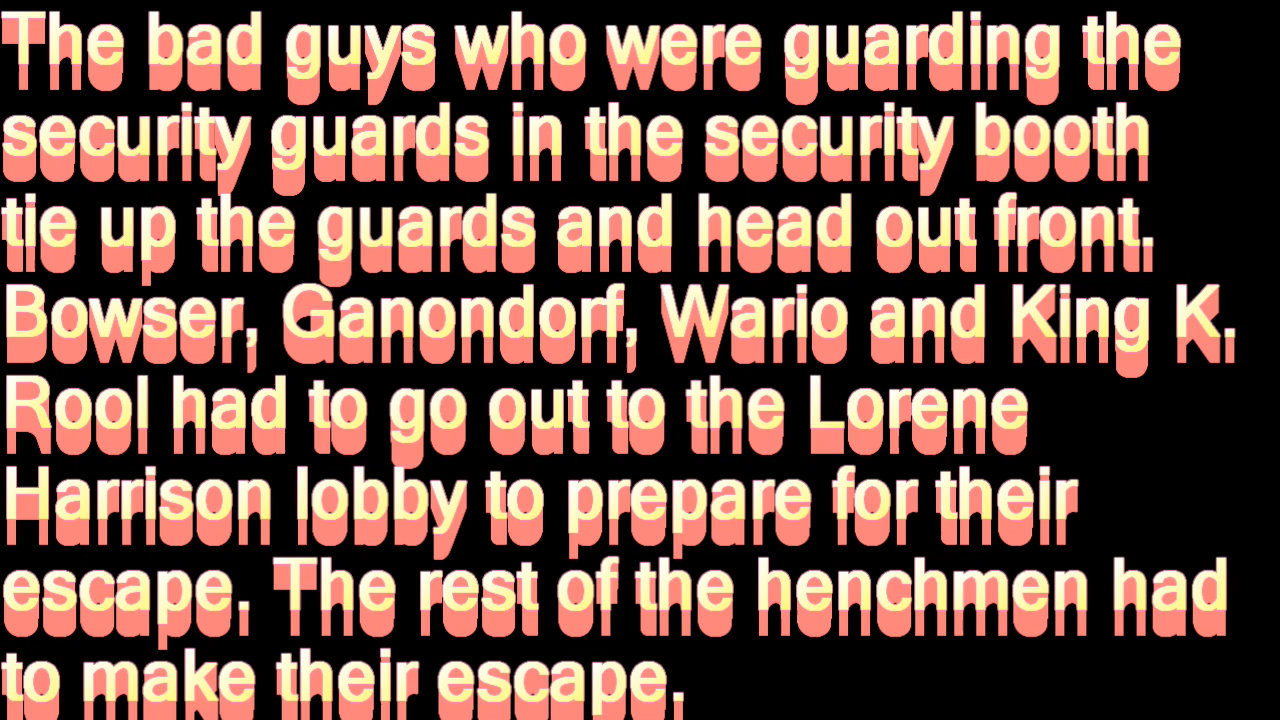 The bad guys who were guarding the
security guards in the security booth
tie up the guards and head out front.
Bowser, Ganondorf, Wario and King K.
Rool had to go out to the Lorene
Harrison lobby to prepare for their
escape. The rest of the henchmen had
to make their escape.